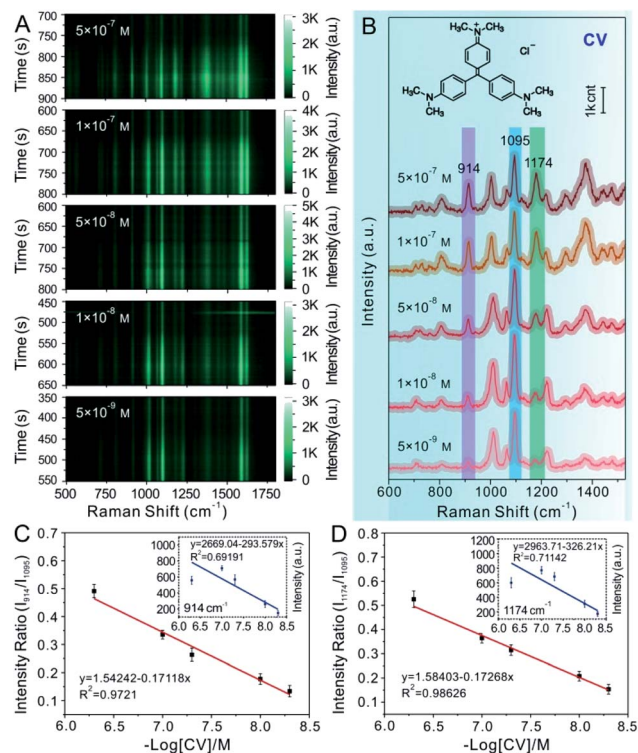 A
5×10⁻⁷ M
Time (s)
700
750
800
850
900
3K
2K
1K
0
Intensity (a.u.)
1×10⁻⁷ M
Time (s)
600
650
700
750
800
4K
3K
2K
1K
0
Intensity (a.u.)
5×10⁻⁸ M
Time (s)
600
700
800
5K
4K
2K
1K
0
Intensity (a.u.)
1×10⁻⁸ M
Time (s)
450
500
550
600
650
3K
2K
1K
0
Intensity (a.u.)
5×10⁻⁹ M
Time (s)
350
400
450
500
550
3K
2K
1K
0
Intensity (a.u.)
500 750 1000 1250 1500 1750
Raman Shift (cm⁻¹)
B
H₃C N⁺ CH₃
Cl⁻
H₃C N CH₃
N CH₃
CH₃
CV
1k cnt
914
1095
1174
5×10⁻⁷ M
1×10⁻⁷ M
5×10⁻⁸ M
1×10⁻⁸ M
5×10⁻⁹ M
Intensity (a.u.)
600 800 1000 1200 1400
Raman Shift (cm⁻¹)
C
Intensity Ratio (I₉₁₄/I₁₀₉₅)
0.7
0.6
0.5
0.4
0.3
0.2
0.1
y=1.54242-0.17118x
R²=0.9721
y=2669.04-293.579x
R²=0.69191
914 cm⁻¹
1000
800
600
400
200
Intensity (a.u.)
6.0 6.5 7.0 7.5 8.0 8.5
6.0 6.5 7.0 7.5 8.0 8.5
-Log[CV]/M
D
Intensity Ratio (I₁₁₇₄/I₁₀₉₅)
0.8
0.7
0.6
0.5
0.4
0.3
0.2
0.1
y=1.58403-0.17268x
R²=0.98626
y=2963.71-326.21x
R²=0.71142
1174 cm⁻¹
1200
1000
800
600
400
200
Intensity (a.u.)
6.0 6.5 7.0 7.5 8.0 8.5
6.0 6.5 7.0 7.5 8.0 8.5
-Log[CV]/M